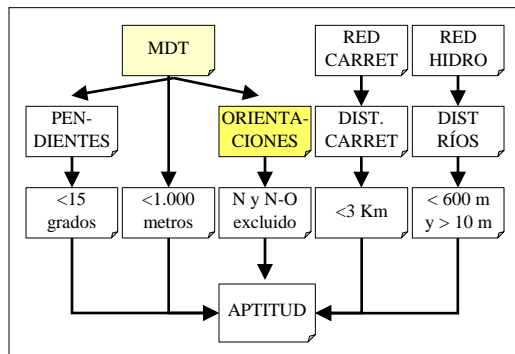 MDT
RED
CARRET
RED
HIDRO
PEN-
DIENTES
ORIENTA-
CIONES
DIST.
CARRET
DIST
RÍOS
<15
grados
<1.000
metros
N y N-O
excluido
<3 Km
< 600 m
y > 10 m
APTITUD